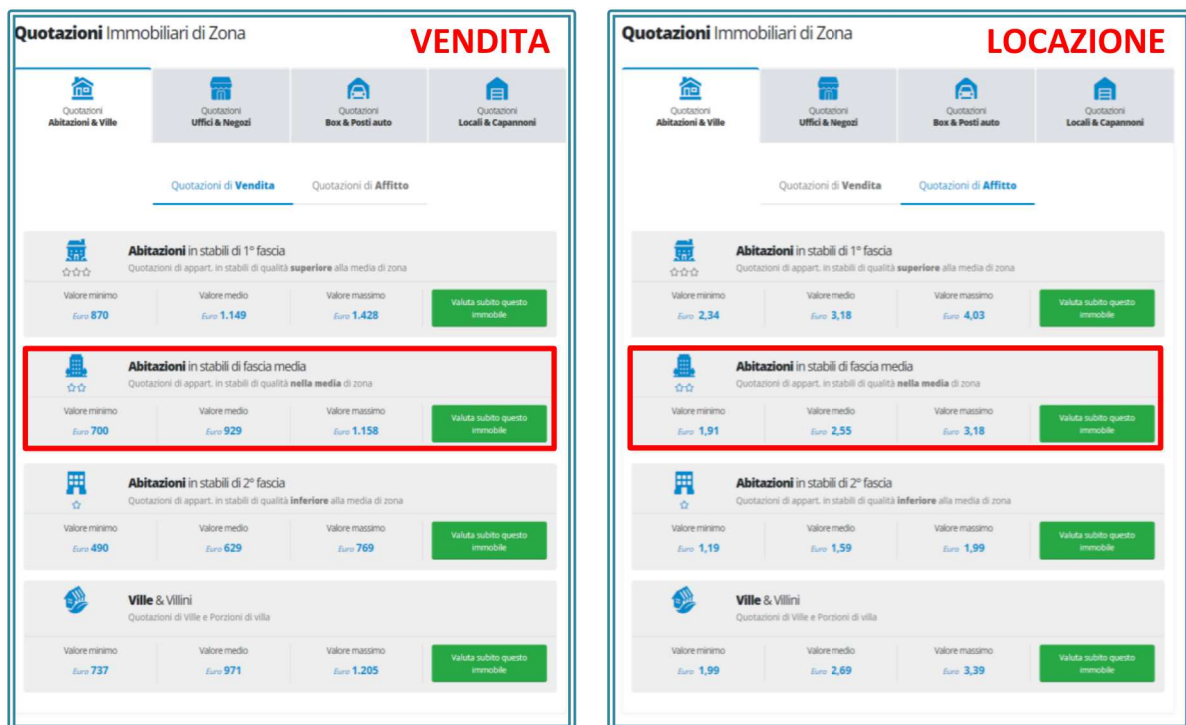 Quotazioni Immobiliari di Zona
VENDITA
Quotazioni
Abitazioni & Ville
Quotazioni
Uffici & Negozi
Quotazioni
Box & Posti auto
Quotazioni
Locali & Capannoni
Quotazioni di Vendita
Quotazioni di Affitto
Abitazioni in stabili di 1° fascia
Quotazioni di appart. in stabili di qualità superiore alla media di zona
Valore minimo
Euro 870
Valore medio
Euro 1.149
Valore massimo
Euro 1.428
Valuta subito questo
immobile
Abitazioni in stabili di fascia media
Quotazioni di appart. in stabili di qualità nella media di zona
Valore minimo
Euro 700
Valore medio
Euro 929
Valore massimo
Euro 1.158
Valuta subito questo
immobile
Abitazioni in stabili di 2° fascia
Quotazioni di appart. in stabili di qualità inferiore alla media di zona
Valore minimo
Euro 490
Valore medio
Euro 629
Valore massimo
Euro 769
Valuta subito questo
immobile
Ville & Villini
Quotazioni di Ville e Porzioni di villa
Valore minimo
Euro 737
Valore medio
Euro 971
Valore massimo
Euro 1.205
Valuta subito questo
immobile
Quotazioni Immobiliari di Zona
LOCAZIONE
Quotazioni
Abitazioni & Ville
Quotazioni
Uffici & Negozi
Quotazioni
Box & Posti auto
Quotazioni
Locali & Capannoni
Quotazioni di Vendita
Quotazioni di Affitto
Abitazioni in stabili di 1° fascia
Quotazioni di appart. in stabili di qualità superiore alla media di zona
Valore minimo
Euro 2,34
Valore medio
Euro 3,18
Valore massimo
Euro 4,03
Valuta subito questo
immobile
Abitazioni in stabili di fascia media
Quotazioni di appart. in stabili di qualità nella media di zona
Valore minimo
Euro 1,91
Valore medio
Euro 2,55
Valore massimo
Euro 3,18
Valuta subito questo
immobile
Abitazioni in stabili di 2° fascia
Quotazioni di appart. in stabili di qualità inferiore alla media di zona
Valore minimo
Euro 1,19
Valore medio
Euro 1,59
Valore massimo
Euro 1,99
Valuta subito questo
immobile
Ville & Villini
Quotazioni di Ville e Porzioni di villa
Valore minimo
Euro 1,99
Valore medio
Euro 2,69
Valore massimo
Euro 3,39
Valuta subito questo
immobile